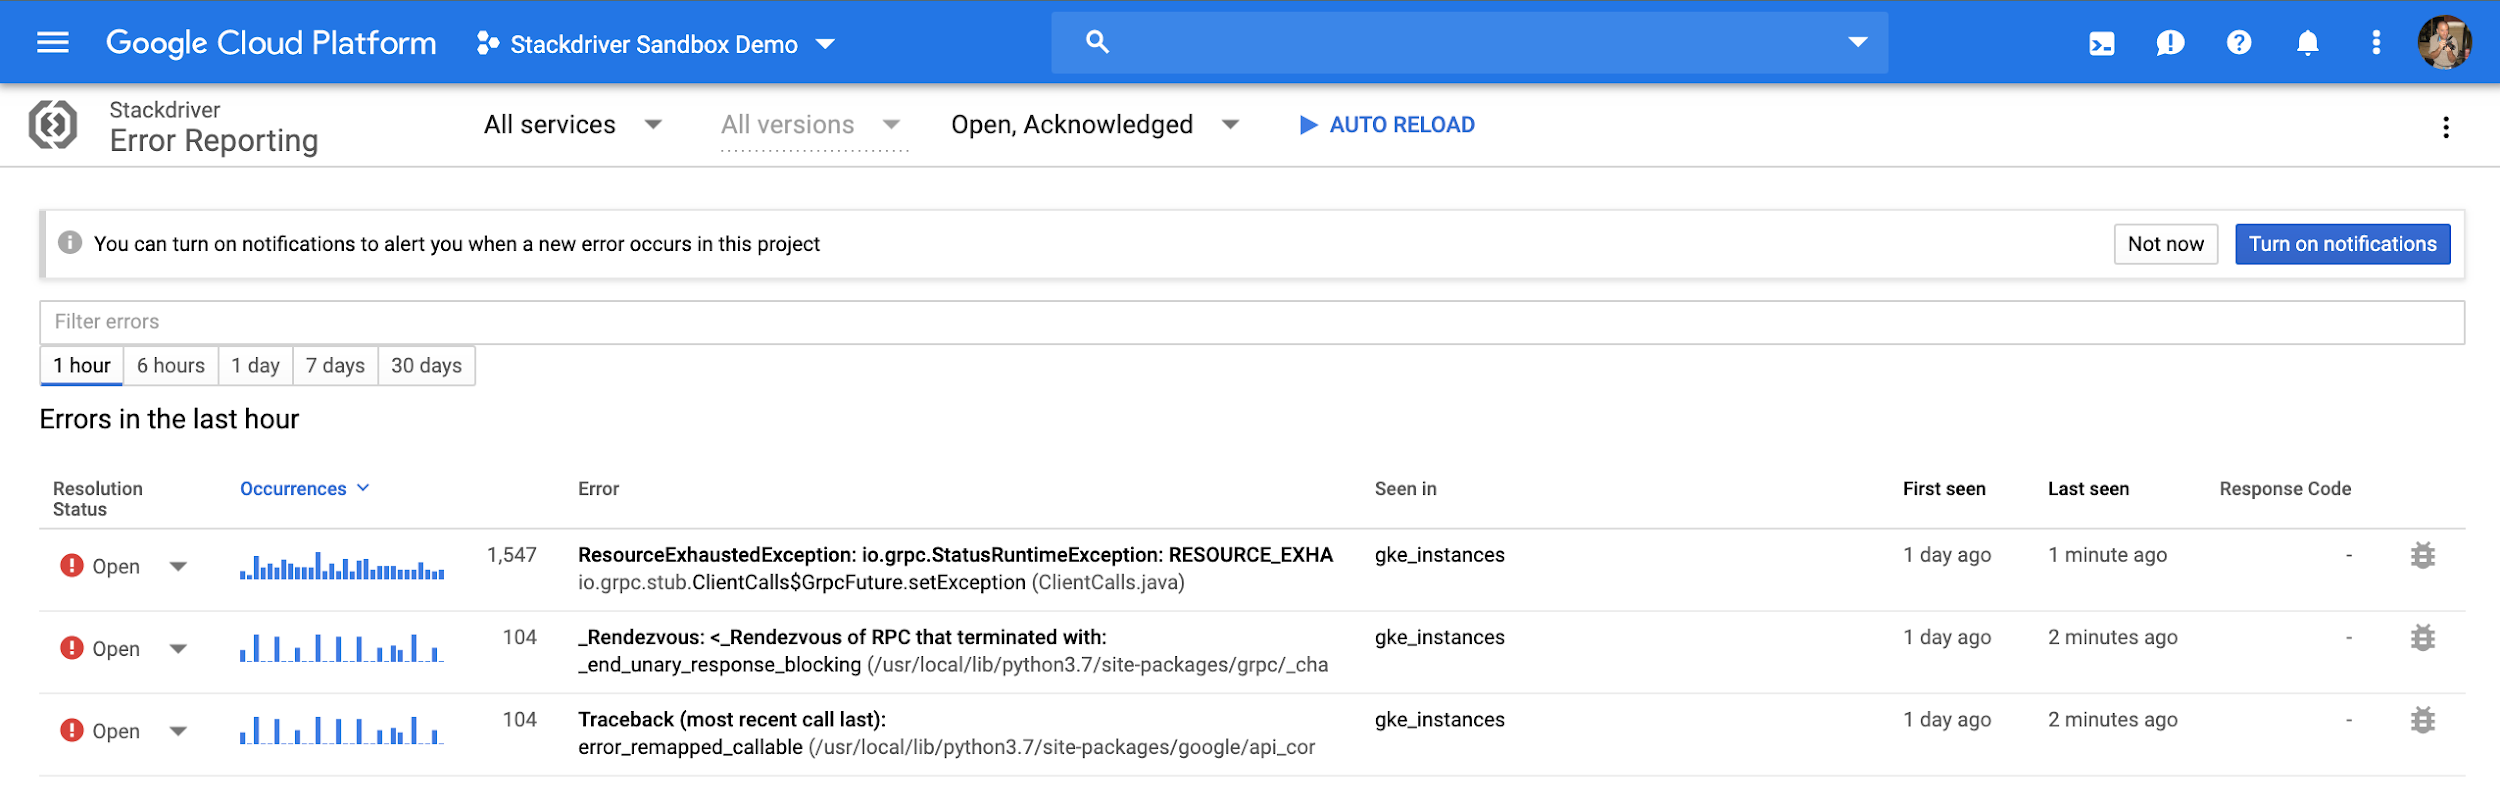 Google Cloud Platform Stackdriver Sandbox Demo
Stackdriver
Error Reporting
All services All versions Open, Acknowledged AUTO RELOAD
You can turn on notifications to alert you when a new error occurs in this project Not now Turn on notifications
Filter errors
1 hour 6 hours 1 day 7 days 30 days
Errors in the last hour
Resolution Status Occurrences Error Seen in First seen Last seen Response Code
Open 1,547 ResourceExhaustedException: io.grpc.StatusRuntimeException: RESOURCE_EXHA gke_instances 1 day ago 1 minute ago -
io.grpc.stub.ClientCalls$GrpcFuture.setException (ClientCalls.java)
Open 104 _Rendezvous: <_Rendezvous of RPC that terminated with: gke_instances 1 day ago 2 minutes ago -
_end_unary_response_blocking (/usr/local/lib/python3.7/site-packages/grpc/_cha
Open 104 Traceback (most recent call last): gke_instances 1 day ago 2 minutes ago -
error_remapped_callable (/usr/local/lib/python3.7/site-packages/google/api_cor